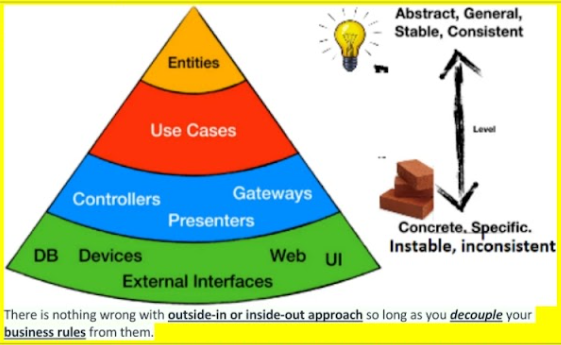 Abstract, General,
Stable, Consistent
Entities
Level
Use Cases
Controllers
Gateways
Presenters
Concrete, Specific.
Instable, inconsistent
DB Devices Web UI
External Interfaces
There is nothing wrong with outside-in or inside-out approach so long as you decouple your
business rules from them.